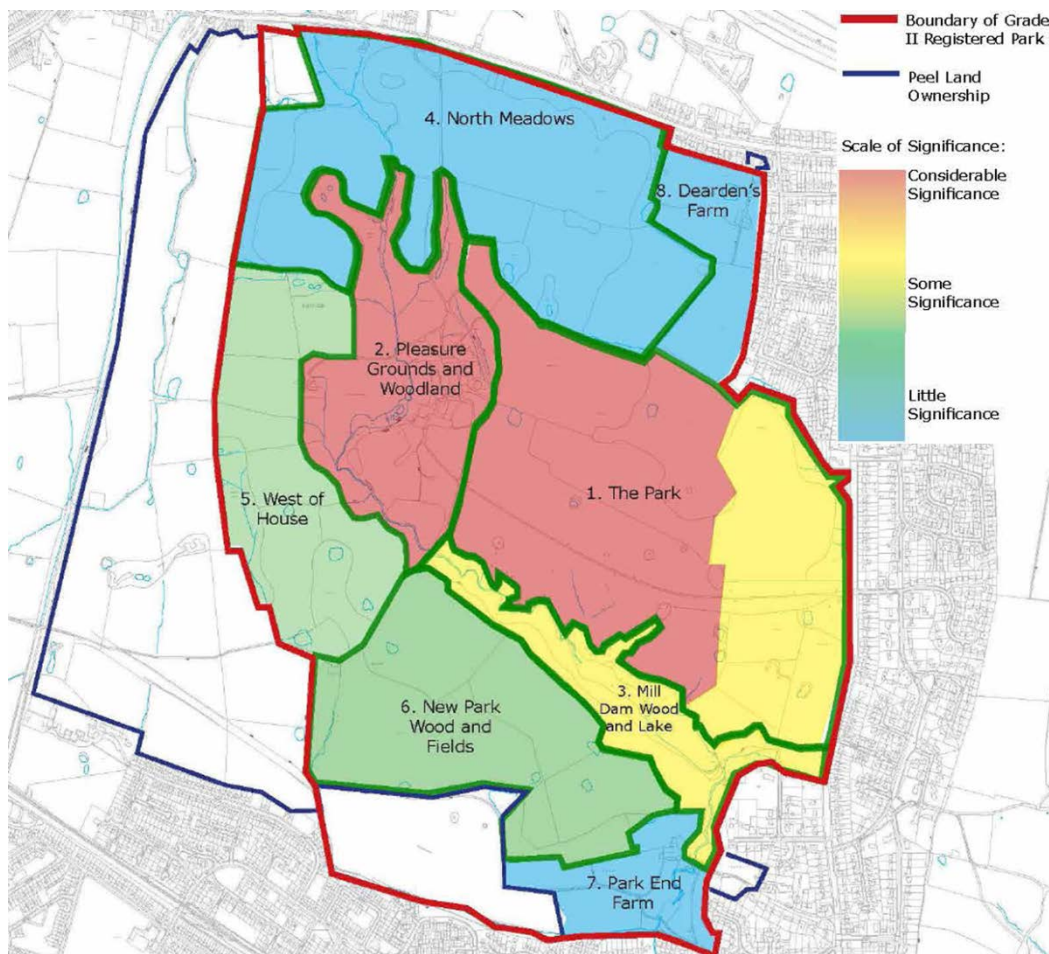 Boundary of Grade
II Registered Park
Peel Land
Ownership
Scale of Significance:
Considerable
Significance
Some
Significance
Little
Significance
4. North Meadows
8. Dearden's
Farm
2. Pleasure
Grounds and
Woodland
1. The Park
5. West of
House
3. Mill
Dam Wood
and Lake
6. New Park
Wood and
Fields
7. Park End
Farm